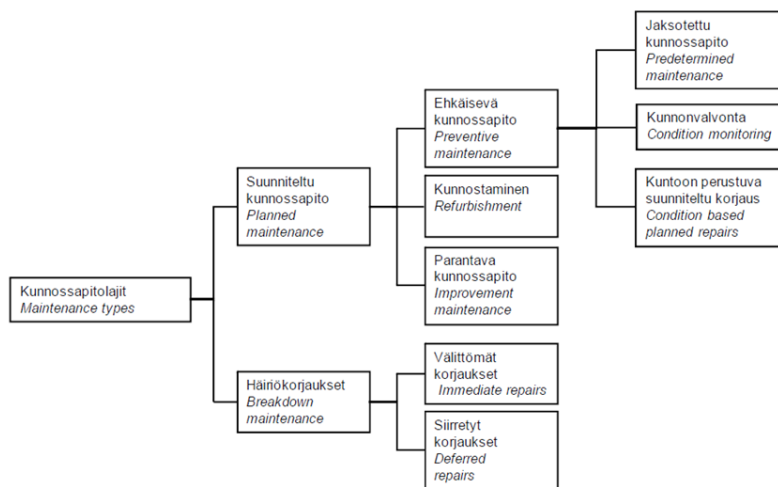 Kunnossapitolajit
Maintenance types
Suunniteltu
kunnossapito
Planned
maintenance
Häiriökorjaukset
Breakdown
maintenance
Ehkäisevä
kunnossapito
Preventive
maintenance
Kunnostaminen
Refurbishment
Parantava
kunnossapito
Improvement
maintenance
Välittömät
korjaukset
Immediate repairs
Siirretyt
korjaukset
Deferred
repairs
Jaksotettu
kunnossapito
Predetermined
maintenance
Kunnonvalvonta
Condition monitoring
Kuntoon perustuva
suunniteltu korjaus
Condition based
planned repairs